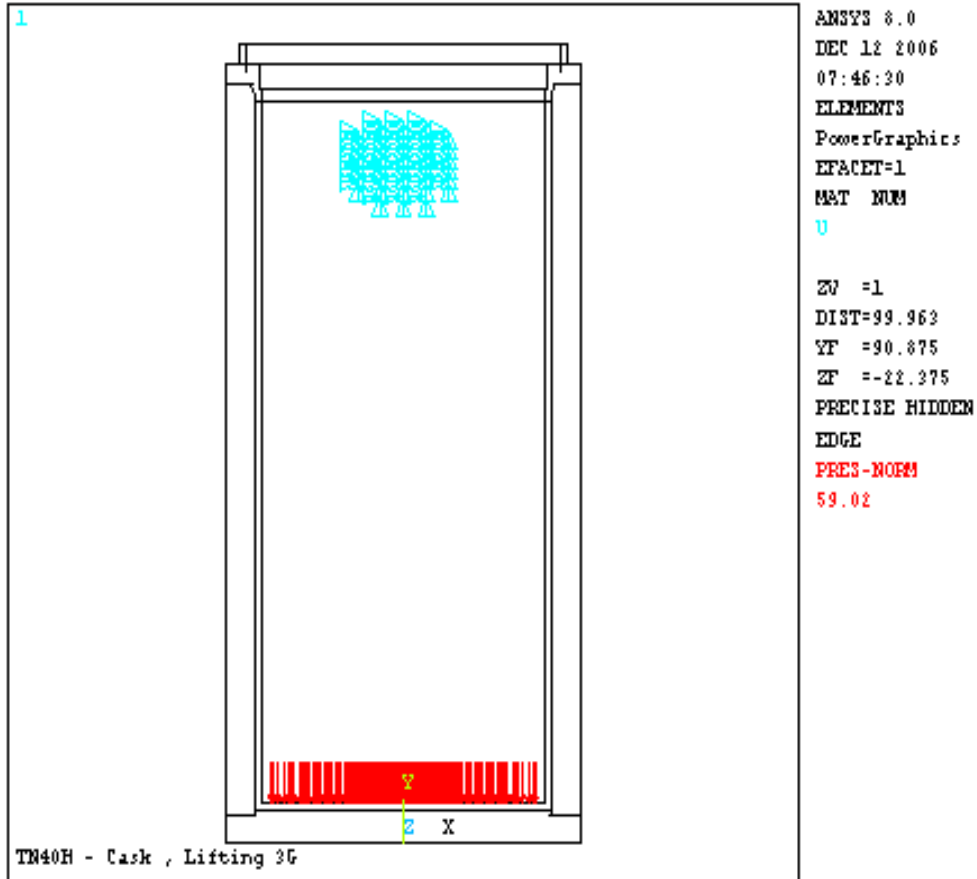 1
ANSYS 8.0
DEC 12 2006
07:46:30
ELEMENTS
PowerGraphics
EFACET=1
MAT NUM
U
ZV =1
DIST=99.963
YF =90.875
ZF =-22.375
PRECISE HIDDEN
EDGE
PRES-NORM
59.02
Y
Z X
TN40H - Cask , Lifting 3G